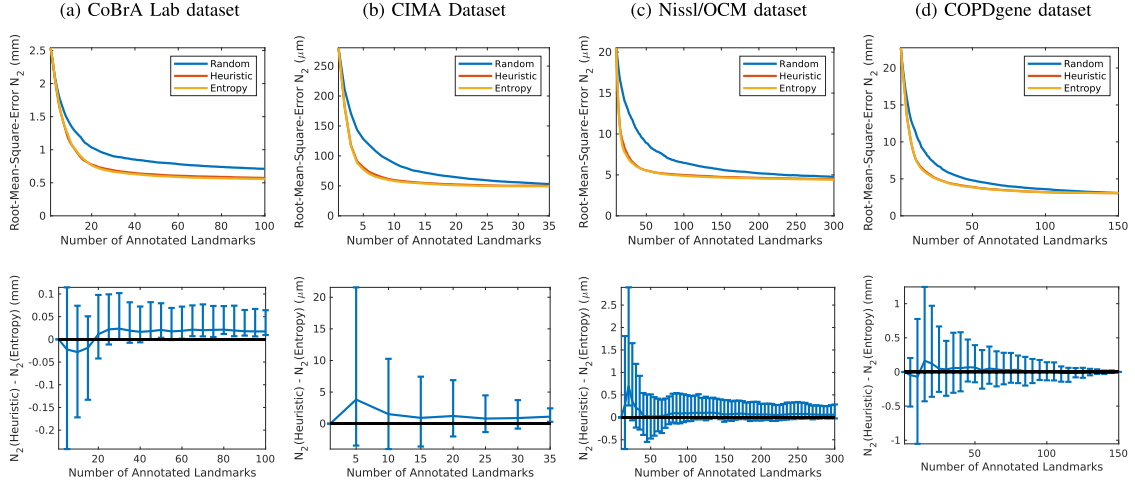 (a) CoBrA Lab dataset
(b) CIMA Dataset
(c) Nissl/OCM dataset
(d) COPDgene dataset
Root-Mean-Square-Error N2 (mm)
2.5
2
1.5
1
0.5
0
20 40 60 80 100
Number of Annotated Landmarks
Random
Heuristic
Entropy
Root-Mean-Square-Error N2 (μm)
250
200
150
100
50
0
5 10 15 20 25 30 35
Number of Annotated Landmarks
Random
Heuristic
Entropy
Root-Mean-Square-Error N2 (μm)
20
15
10
5
0
50 100 150 200 250 300
Number of Annotated Landmarks
Random
Heuristic
Entropy
Root-Mean-Square-Error N2 (mm)
20
15
10
5
0
50 100 150
Number of Annotated Landmarks
Random
Heuristic
Entropy
N2(Heuristic) - N2(Entropy) (mm)
0.1
0.05
0
-0.05
-0.1
-0.15
-0.2
20 40 60 80 100
Number of Annotated Landmarks
N2(Heuristic) - N2(Entropy) (μm)
20
15
10
5
0
5 10 15 20 25 30 35
Number of Annotated Landmarks
N2(Heuristic) - N2(Entropy) (μm)
2.5
2
1.5
1
0.5
0
-0.5
50 100 150 200 250 300
Number of Annotated Landmarks
N2(Heuristic) - N2(Entropy) (mm)
1
0.5
0
-0.5
-1
50 100 150
Number of Annotated Landmarks